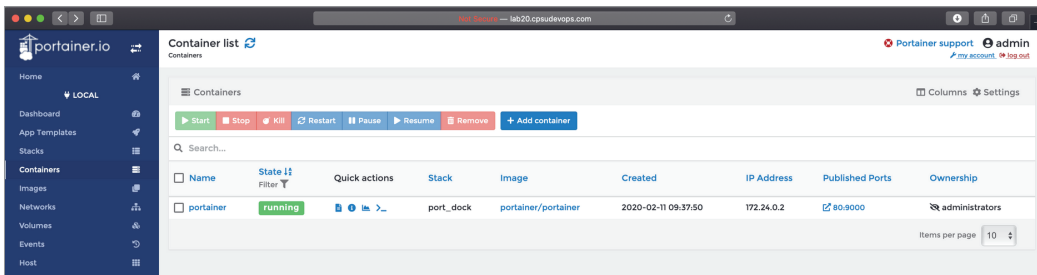 Not Secure — lab20.cpsudevops.com
portainer.io
Container list
Containers
Portainer support admin
my account log out
Home
LOCAL
Dashboard
App Templates
Stacks
Containers
Images
Networks
Volumes
Events
Host
Containers
Columns Settings
Start Stop Kill Restart Pause Resume Remove + Add container
Search...
Name State Filter Quick actions Stack Image Created IP Address Published Ports Ownership
portainer running port_dock portainer/portainer 2020-02-11 09:37:50 172.24.0.2 80:9000 administrators
Items per page 10